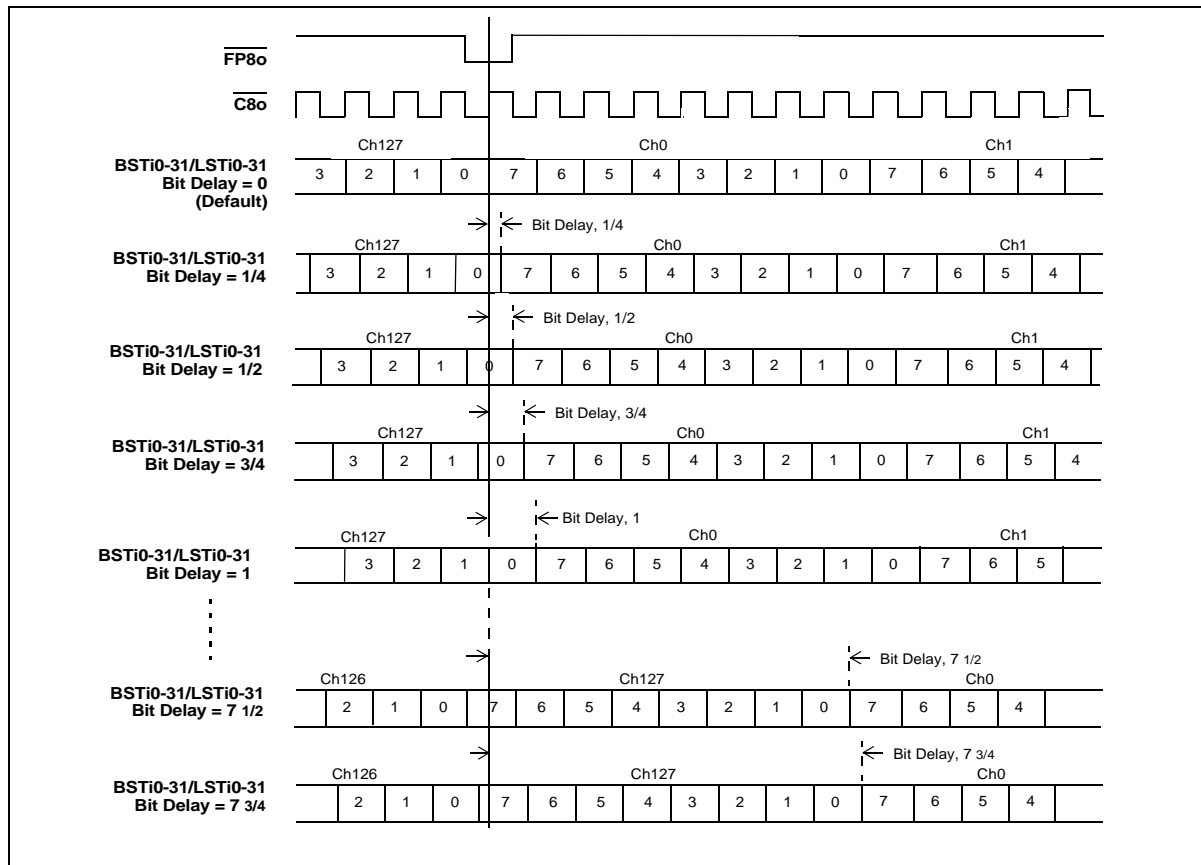 FP8o
C8o
Ch127 Ch0 Ch1
BSTi0-31/LSTi0-31
Bit Delay = 0
(Default)
3 2 1 0 7 6 5 4 3 2 1 0 7 6 5 4
Bit Delay, 1/4
Ch127 Ch0 Ch1
BSTi0-31/LSTi0-31
Bit Delay = 1/4
3 2 1 0 7 6 5 4 3 2 1 0 7 6 5 4
Bit Delay, 1/2
Ch127 Ch0 Ch1
BSTi0-31/LSTi0-31
Bit Delay = 1/2
3 2 1 0 7 6 5 4 3 2 1 0 7 6 5 4
Bit Delay, 3/4
Ch127 Ch0 Ch1
BSTi0-31/LSTi0-31
Bit Delay = 3/4
3 2 1 0 7 6 5 4 3 2 1 0 7 6 5 4
Bit Delay, 1
Ch127 Ch0 Ch1
BSTi0-31/LSTi0-31
Bit Delay = 1
3 2 1 0 7 6 5 4 3 2 1 0 7 6 5
Bit Delay, 7 1/2
Ch126 Ch127 Ch0
BSTi0-31/LSTi0-31
Bit Delay = 7 1/2
2 1 0 7 6 5 4 3 2 1 0 7 6 5 4
Bit Delay, 7 3/4
Ch126 Ch127 Ch0
BSTi0-31/LSTi0-31
Bit Delay = 7 3/4
2 1 0 7 6 5 4 3 2 1 0 7 6 5 4